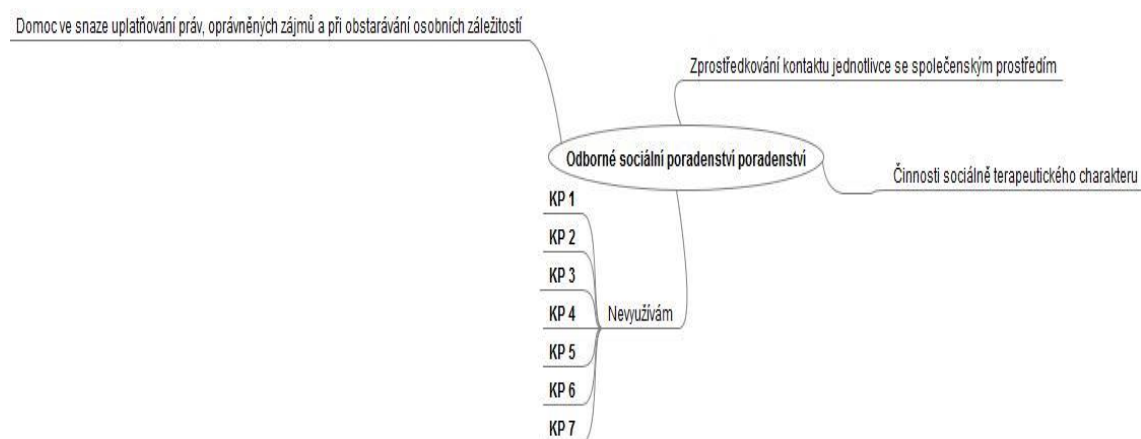 Domoc ve snaze uplatňování práv, oprávněných zájmů a při obstarávání osobních záležitostí
Zprostředkování kontaktu jednotlivce se společenským prostředím
Odborné sociální poradenství poradenství
Činnosti sociálně terapeutického charakteru
KP 1
KP 2
KP 3
KP 4
Nevyužívám
KP 5
KP 6
KP 7